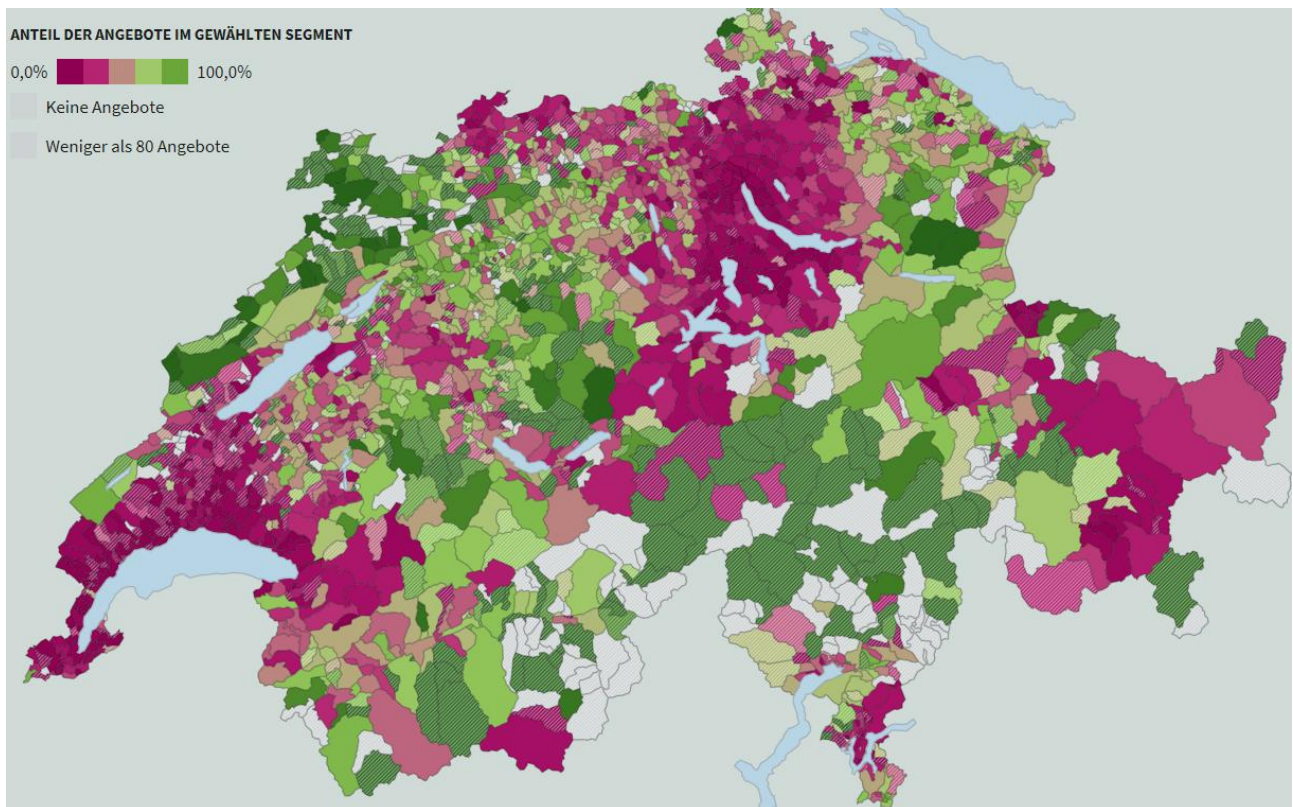 ANTEIL DER ANGEBOTE IM GEWÄHLTEN SEGMENT
0,0% 100,0%
Keine Angebote
Weniger als 80 Angebote